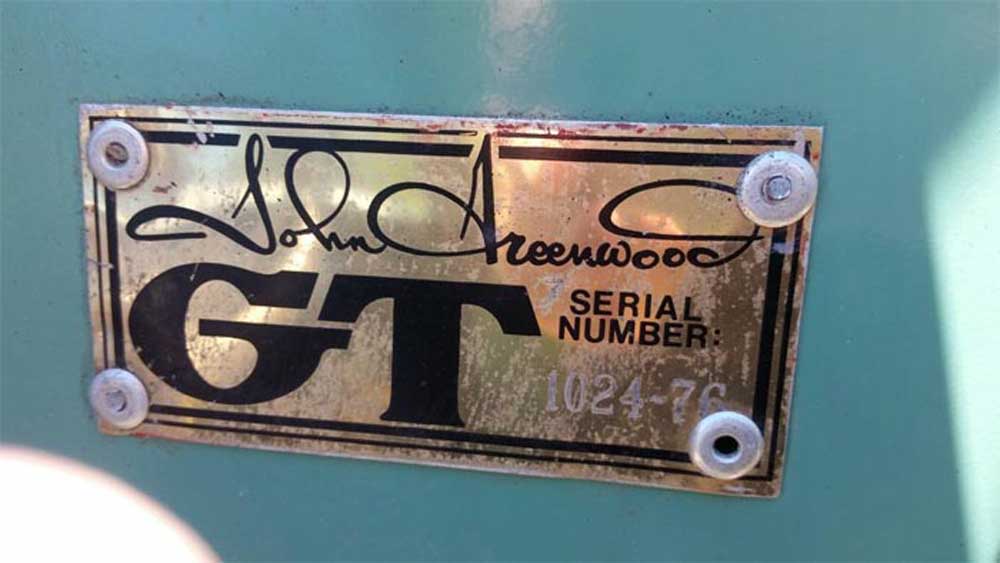 John Greenwood
GT
SERIAL
NUMBER:
1024-76